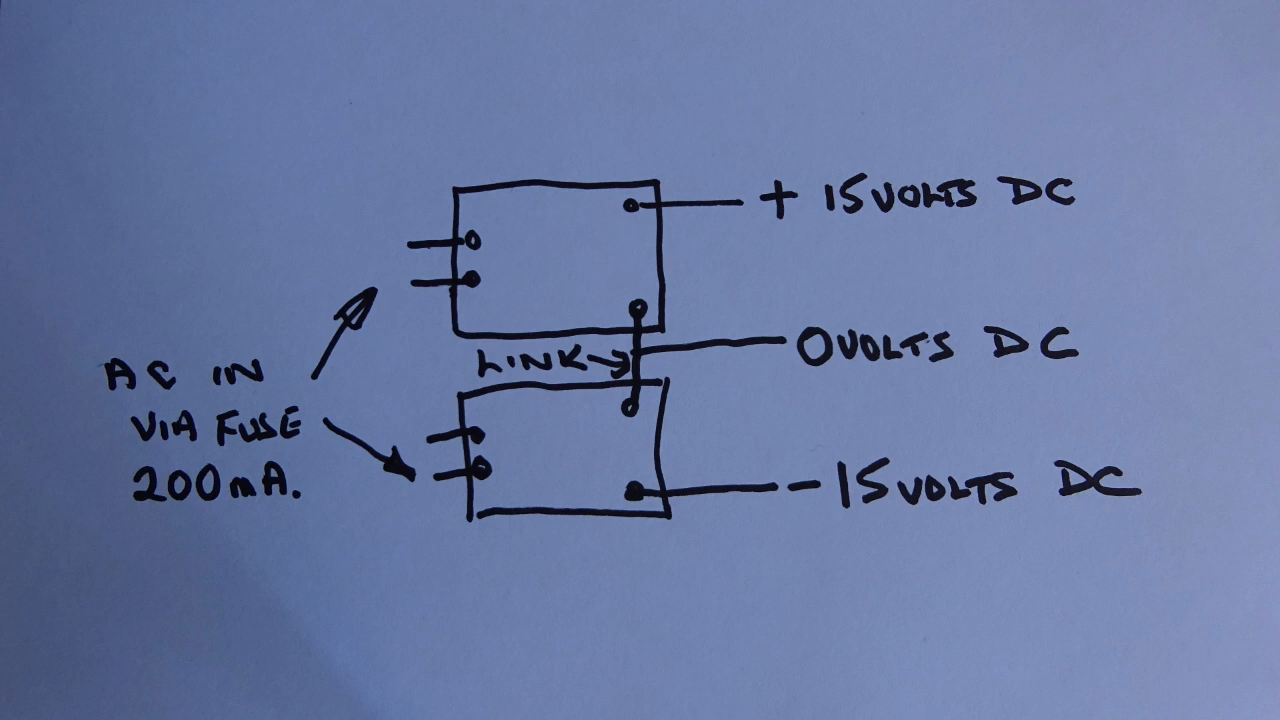 + 15 VOLTS DC
LINK
0 VOLTS DC
AC IN
VIA FUSE
200mA.
- 15 VOLTS DC